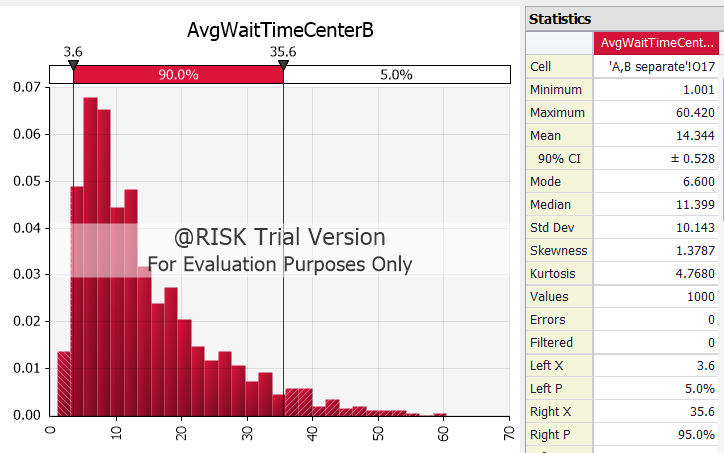 AvgWaitTimeCenterB
3.6 35.6
90.0% 5.0%
0.07
0.06
0.05
0.04
0.03
0.02
0.01
0.00
@RISK Trial Version
For Evaluation Purposes Only
0 10 20 30 40 50 60 70
Statistics
AvgWaitTimeCent...
Cell 'A,B separate'!O17
Minimum 1.001
Maximum 60.420
Mean 14.344
90% CI ± 0.528
Mode 6.600
Median 11.399
Std Dev 10.143
Skewness 1.3787
Kurtosis 4.7680
Values 1000
Errors 0
Filtered 0
Left X 3.6
Left P 5.0%
Right X 35.6
Right P 95.0%